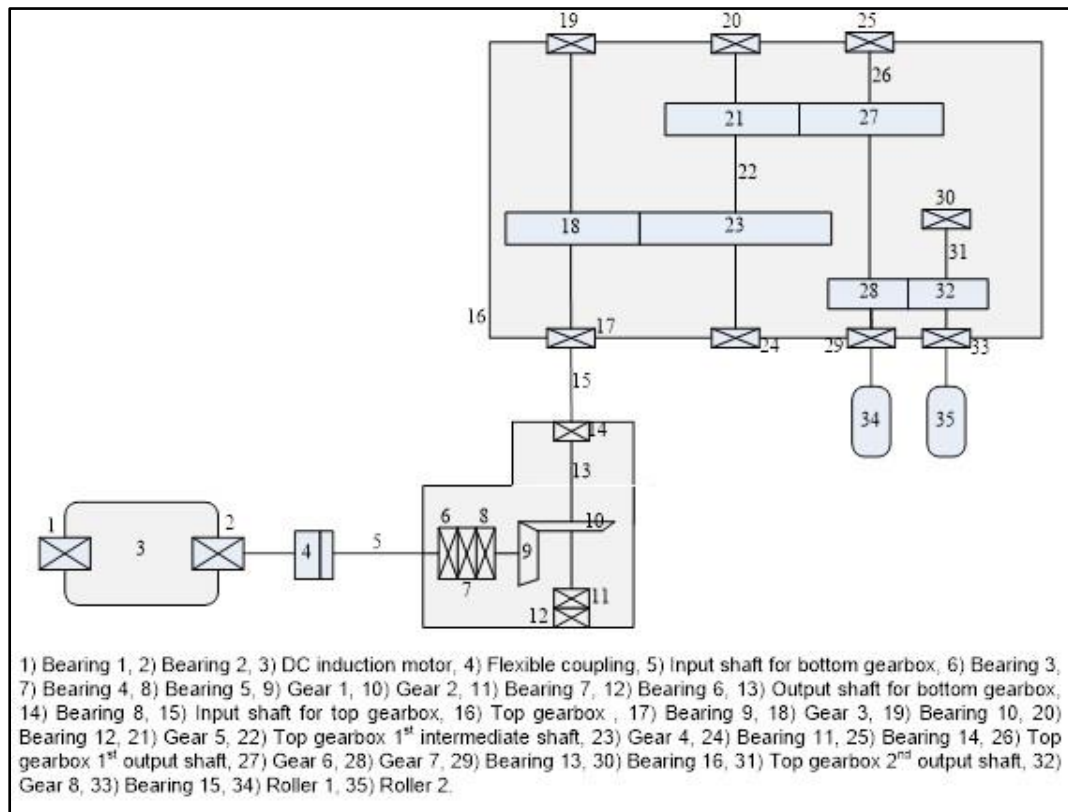 19 20 25
26
21 27
22
30
18 23
31
28 32
16 17 24 29 33
15
34 35
14
13
1 2 6 8 10
3 4 5 9
7
11
12
1) Bearing 1, 2) Bearing 2, 3) DC induction motor, 4) Flexible coupling, 5) Input shaft for bottom gearbox, 6) Bearing 3,
7) Bearing 4, 8) Bearing 5, 9) Gear 1, 10) Gear 2, 11) Bearing 7, 12) Bearing 6, 13) Output shaft for bottom gearbox,
14) Bearing 8, 15) Input shaft for top gearbox, 16) Top gearbox , 17) Bearing 9, 18) Gear 3, 19) Bearing 10, 20)
Bearing 12, 21) Gear 5, 22) Top gearbox 1st intermediate shaft, 23) Gear 4, 24) Bearing 11, 25) Bearing 14, 26) Top
gearbox 1st output shaft, 27) Gear 6, 28) Gear 7, 29) Bearing 13, 30) Bearing 16, 31) Top gearbox 2nd output shaft, 32)
Gear 8, 33) Bearing 15, 34) Roller 1, 35) Roller 2.